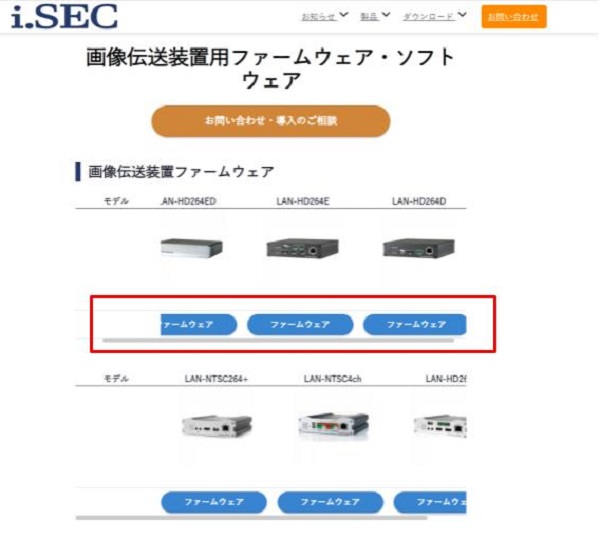 i.SEC
お知らせ 製品 ダウンロード お問い合わせ
画像伝送装置用ファームウェア・ソフト
ウェア
お問い合わせ・導入のご相談
画像伝送装置ファームウェア
モデル AN-HD264ED LAN-HD264E LAN-HD264D
ァームウェア ファームウェア ファームウェア
モデル LAN-NTSC264+ LAN-NTSC4ch LAN-HD26
ファームウェア ファームウェア ファームウェ